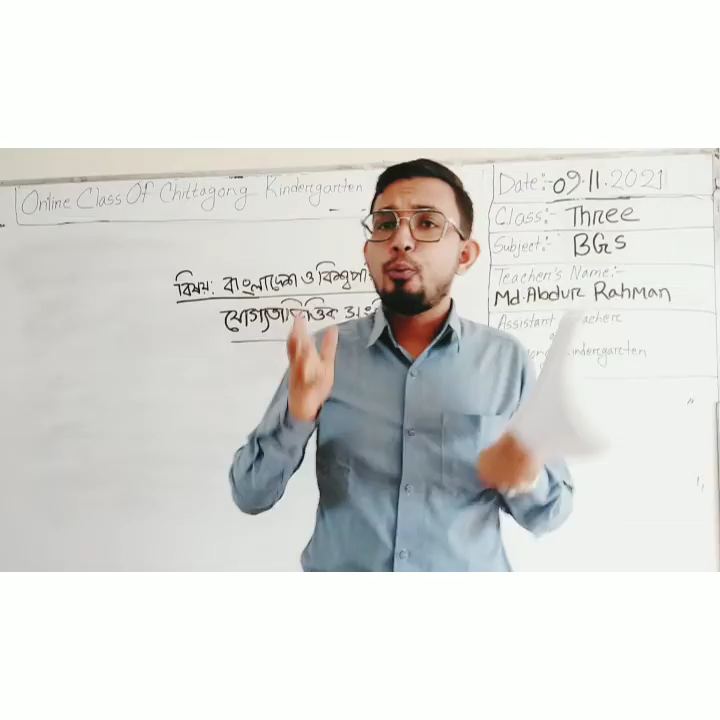 Online Class Of Chittagong Kindergarten
বিষয়: বাংলাদেশ ও বিশ্বপরি
যোগ্যতাভিত্তিক
Date:- 09.11.2021
Class:- Three
Subject:- BGS
Teacher's Name:-
Md. Abdur Rahman
Assistant
Kindergarten